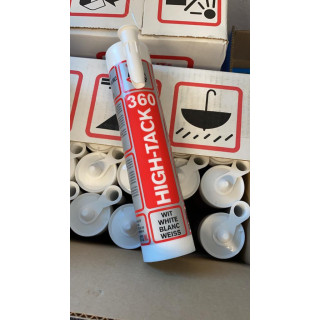 360
HIGH-TACK
WIT
WHITE
BLANC
WEISS